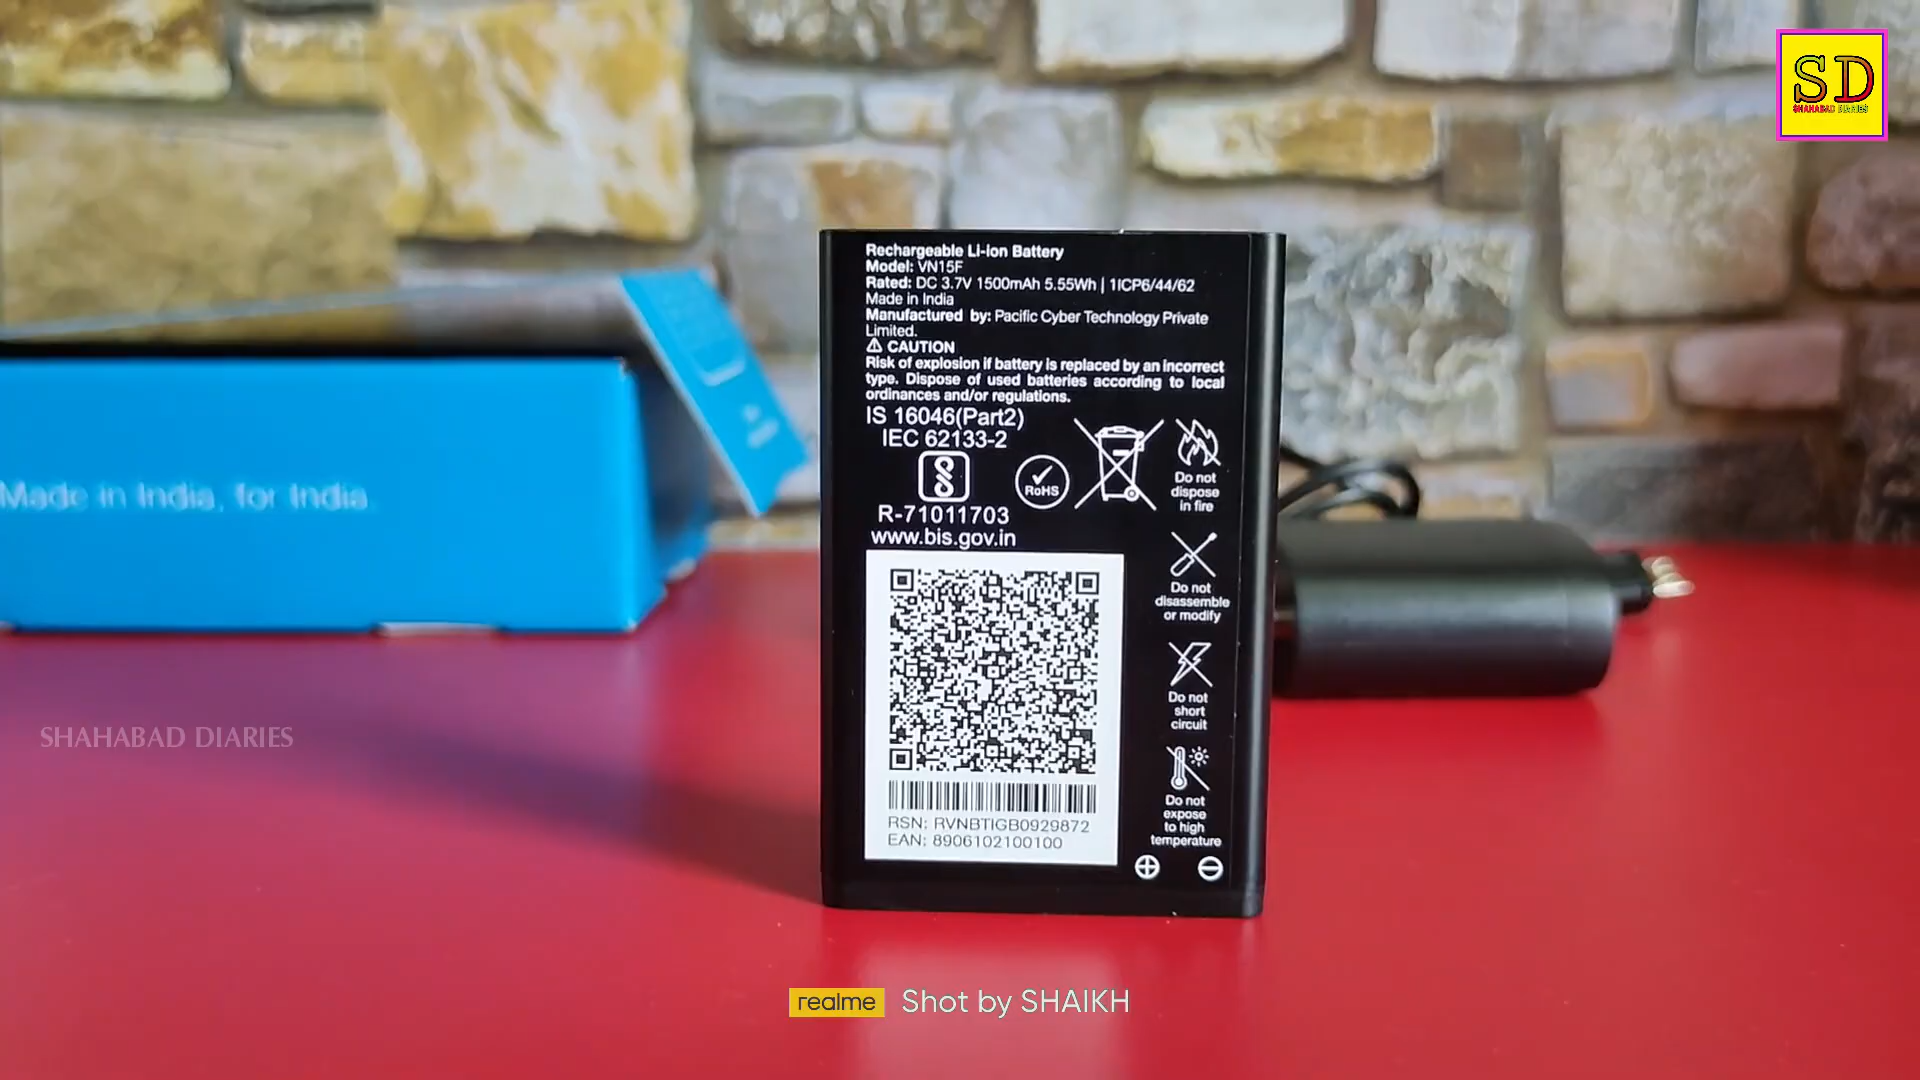 SD
SHAHABAD DIARIES
Rechargeable Li-ion Battery
Model: VN15F
Rated: DC 3.7V 1500mAh 5.55Wh | 1ICP6/44/62
Made in India
Manufactured by: Pacific Cyber Technology Private
Limited.
⚠ CAUTION
Risk of explosion if battery is replaced by an incorrect
type. Dispose of used batteries according to local
ordinances and/or regulations.
IS 16046(Part2)
IEC 62133-2
RoHS
R-71011703
www.bis.gov.in
Do not
dispose
in fire
Do not
disassemble
or modify
Do not
short
circuit
Do not
expose
to high
temperature
RSN: RVNBTIGB0929872
EAN: 8906102100100
Made in India, for India.
SHAHABAD DIARIES
realme Shot by SHAIKH